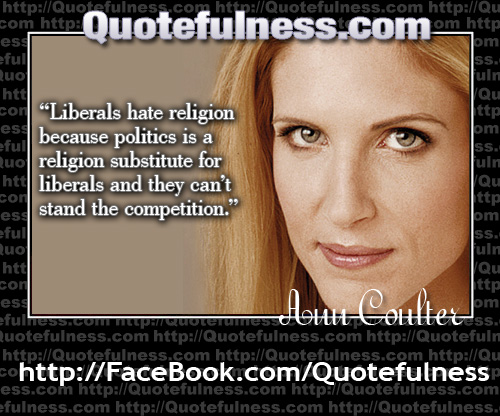 Quotefulness.com
“Liberals hate religion
because politics is a
religion substitute for
liberals and they can’t
stand the competition.”
Ann Coulter
http://FaceBook.com/Quotefulness